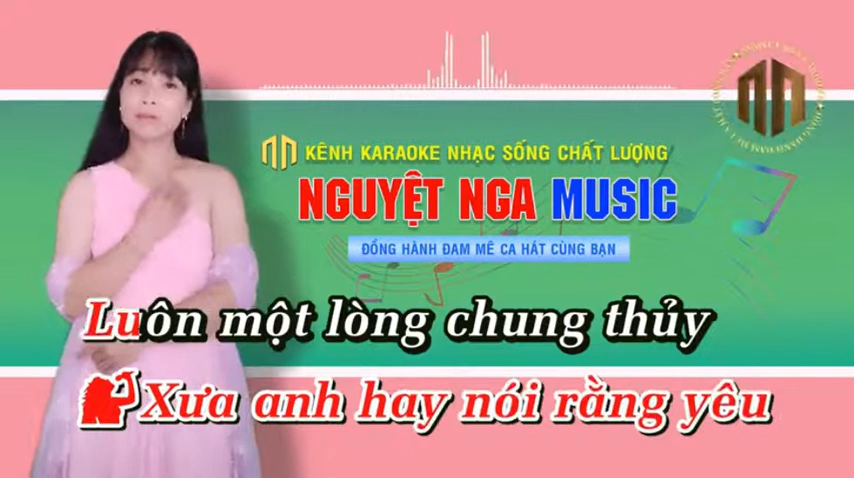 KÊNH KARAOKE NHẠC SỐNG CHẤT LƯỢNG
NGUYỆT NGA MUSIC
ĐỒNG HÀNH ĐAM MÊ CA HÁT CÙNG BẠN
Luôn một lòng chung thủy
Xưa anh hay nói rằng yêu